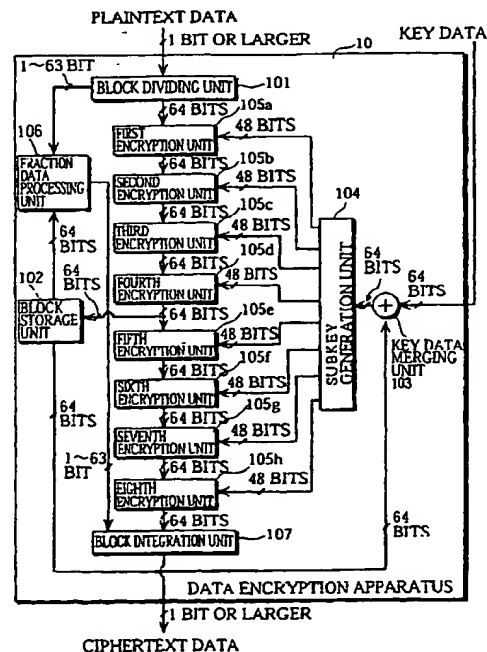 PLAINTEXT DATA
1 BIT OR LARGER
KEY DATA
10
1~63 BIT
BLOCK DIVIDING UNIT
101
64 BITS
105a
106
FRACTION DATA PROCESSING UNIT
FIRST ENCRYPTION UNIT
48 BITS
64 BITS
105b
SECOND ENCRYPTION UNIT
48 BITS
64 BITS
105c
104
THIRD ENCRYPTION UNIT
48 BITS
64 BITS
64 BITS
105d
FOURTH ENCRYPTION UNIT
48 BITS
102
64 BITS
64 BITS
105e
BLOCK STORAGE UNIT
FIFTH ENCRYPTION UNIT
48 BITS
SUBKEY GENERATION UNIT
64 BITS
64 BITS
+
KEY DATA MERGING UNIT 103
64 BITS
105f
SIXTH ENCRYPTION UNIT
48 BITS
64 BITS
105g
SEVENTH ENCRYPTION UNIT
48 BITS
64 BITS
1~63 BIT
64 BITS
105h
EIGHTH ENCRYPTION UNIT
48 BITS
64 BITS
107
BLOCK INTEGRATION UNIT
64 BITS
DATA ENCRYPTION APPARATUS
1 BIT OR LARGER
CIPHERTEXT DATA